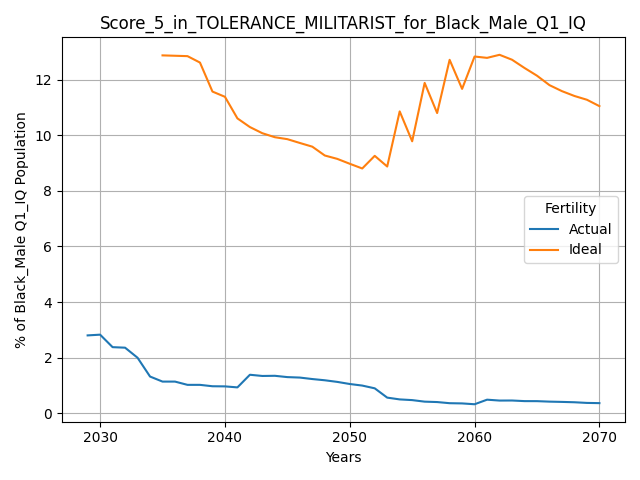 Score_5_in_TOLERANCE_MILITARIST_for_Black_Male_Q1_IQ
% of Black_Male Q1_IQ Population
12
10
8
6
4
2
0
Fertility
Actual
Ideal
2030
2040
2050
2060
2070
Years